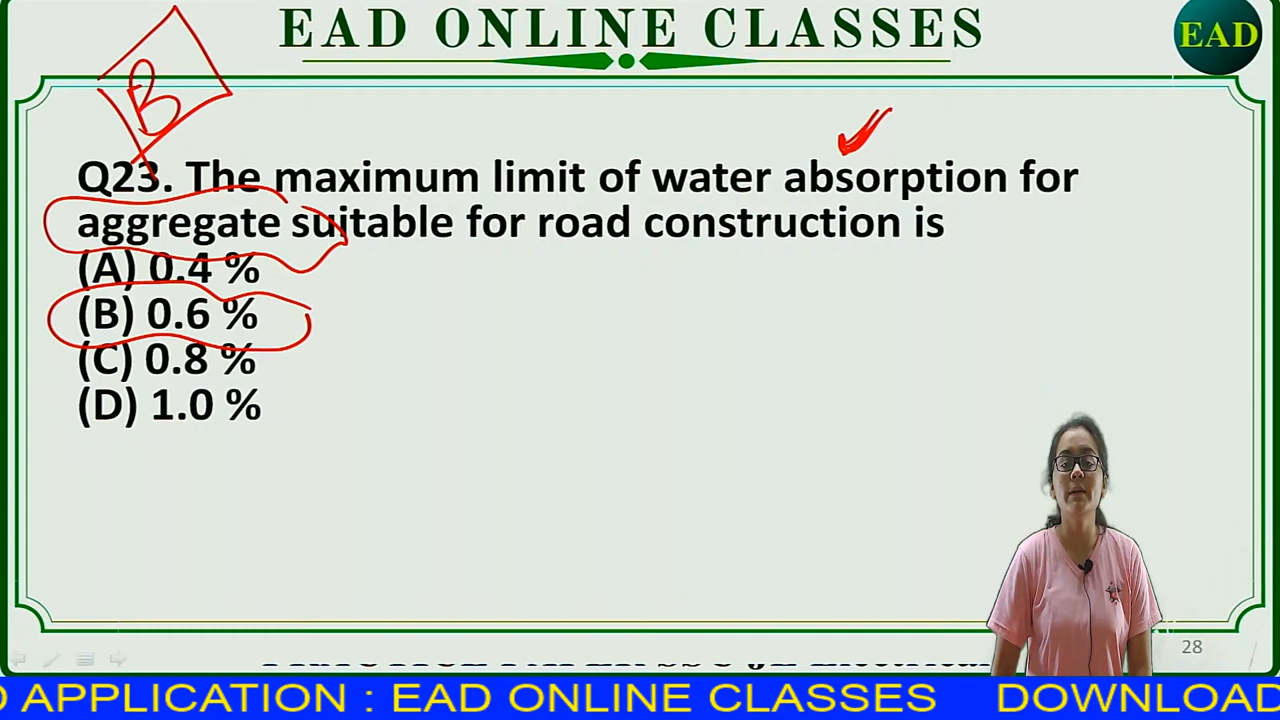 EAD ONLINE CLASSES
EAD
B
Q23. The maximum limit of water absorption for
aggregate suitable for road construction is
(A) 0.4 %
(B) 0.6 %
(C) 0.8 %
(D) 1.0 %
28
D APPLICATION : EAD ONLINE CLASSES DOWNLOAD